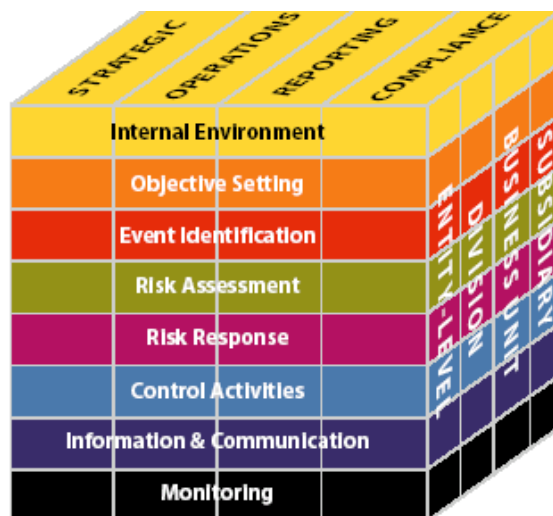 STRATEGIC
OPERATIONS
REPORTING
COMPLIANCE
Internal Environment
Objective Setting
Event Identification
Risk Assessment
Risk Response
Control Activities
Information & Communication
Monitoring
ENTITY-LEVEL
DIVISION
BUSINESS UNIT
SUBSIDIARY